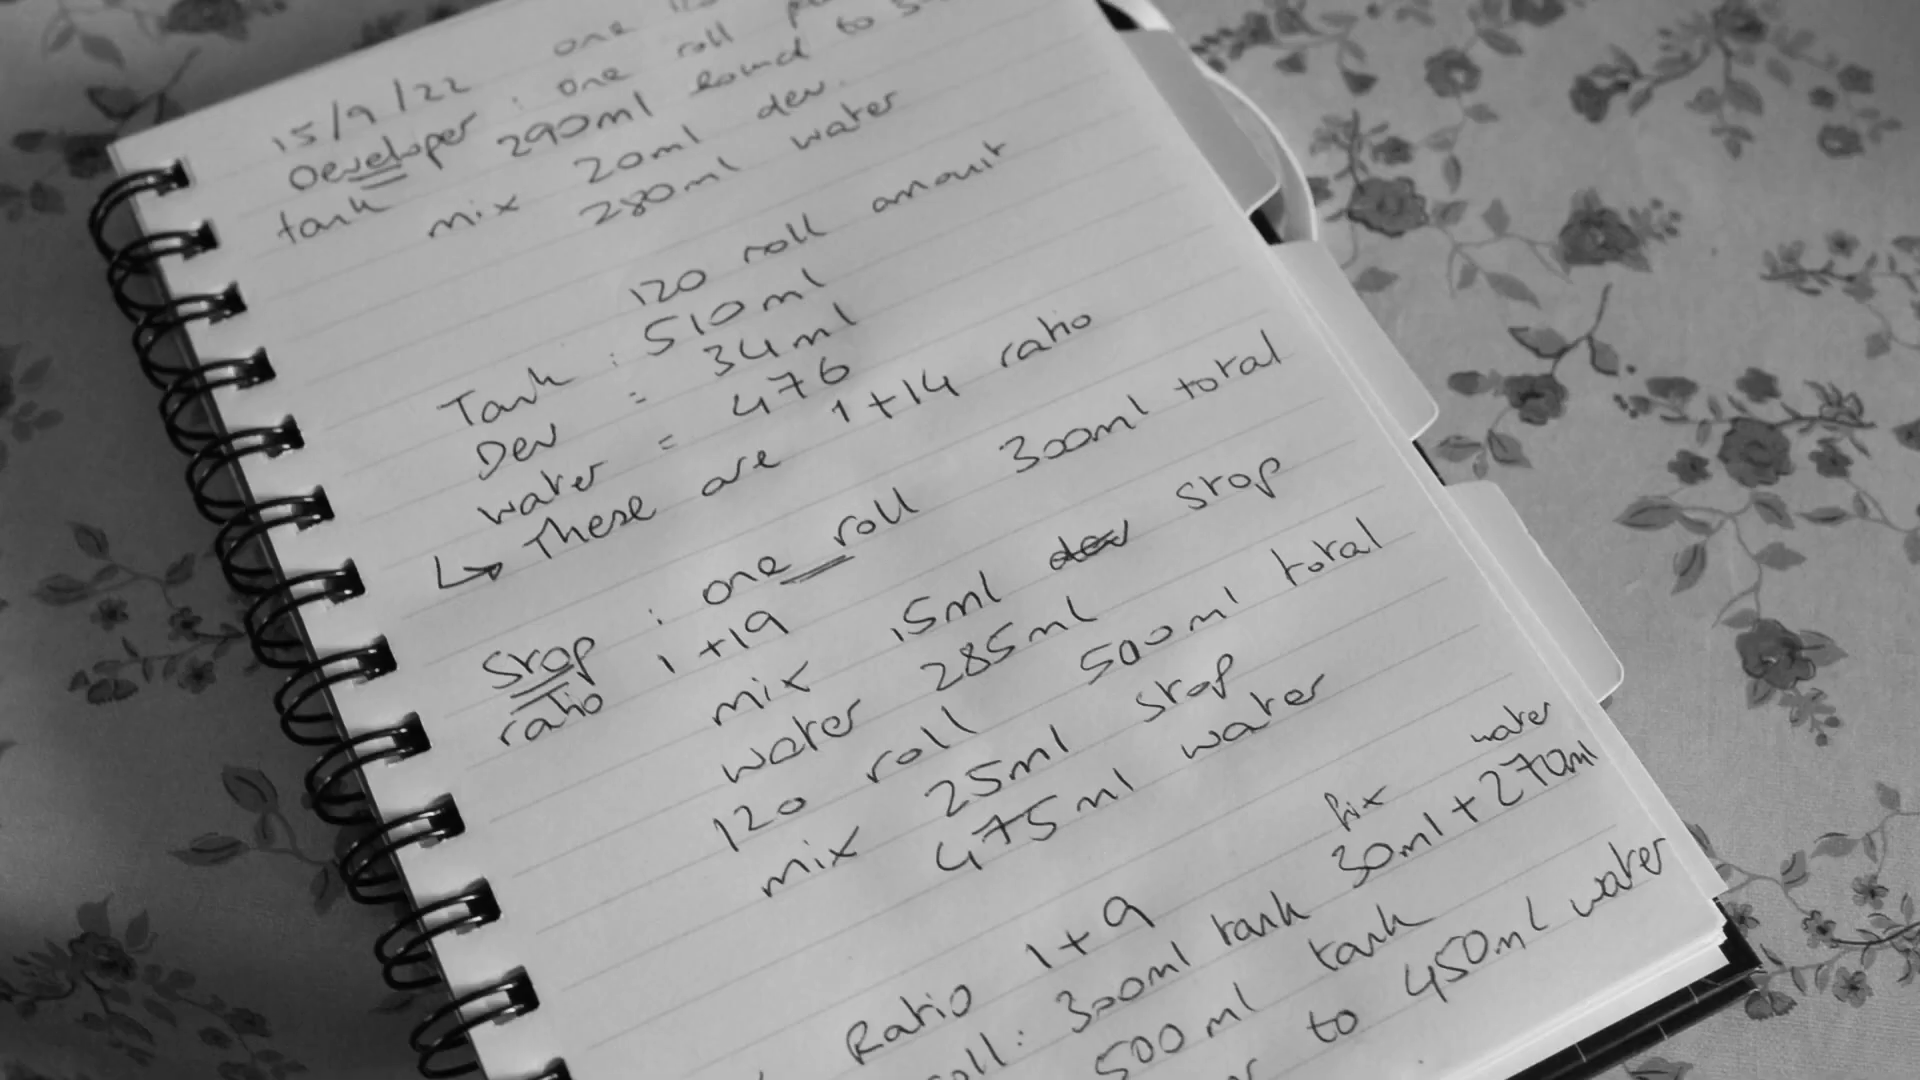 15/9/22 one
Developer : one roll
tank 290ml round to
mix 20ml dev.
280ml water
120 roll amount
Tank : 510ml
Dev = 34ml
water = 476
↳ These are 1+14 ratio
Stop : one roll 300ml total
ratio 1+19
mix 15ml dev stop
water 285ml
120 roll 500ml total
mix 25ml stop
475ml water
Ratio 1+9
fix water
roll: 300ml tank 30ml + 270ml
500ml tank
to 450ml water